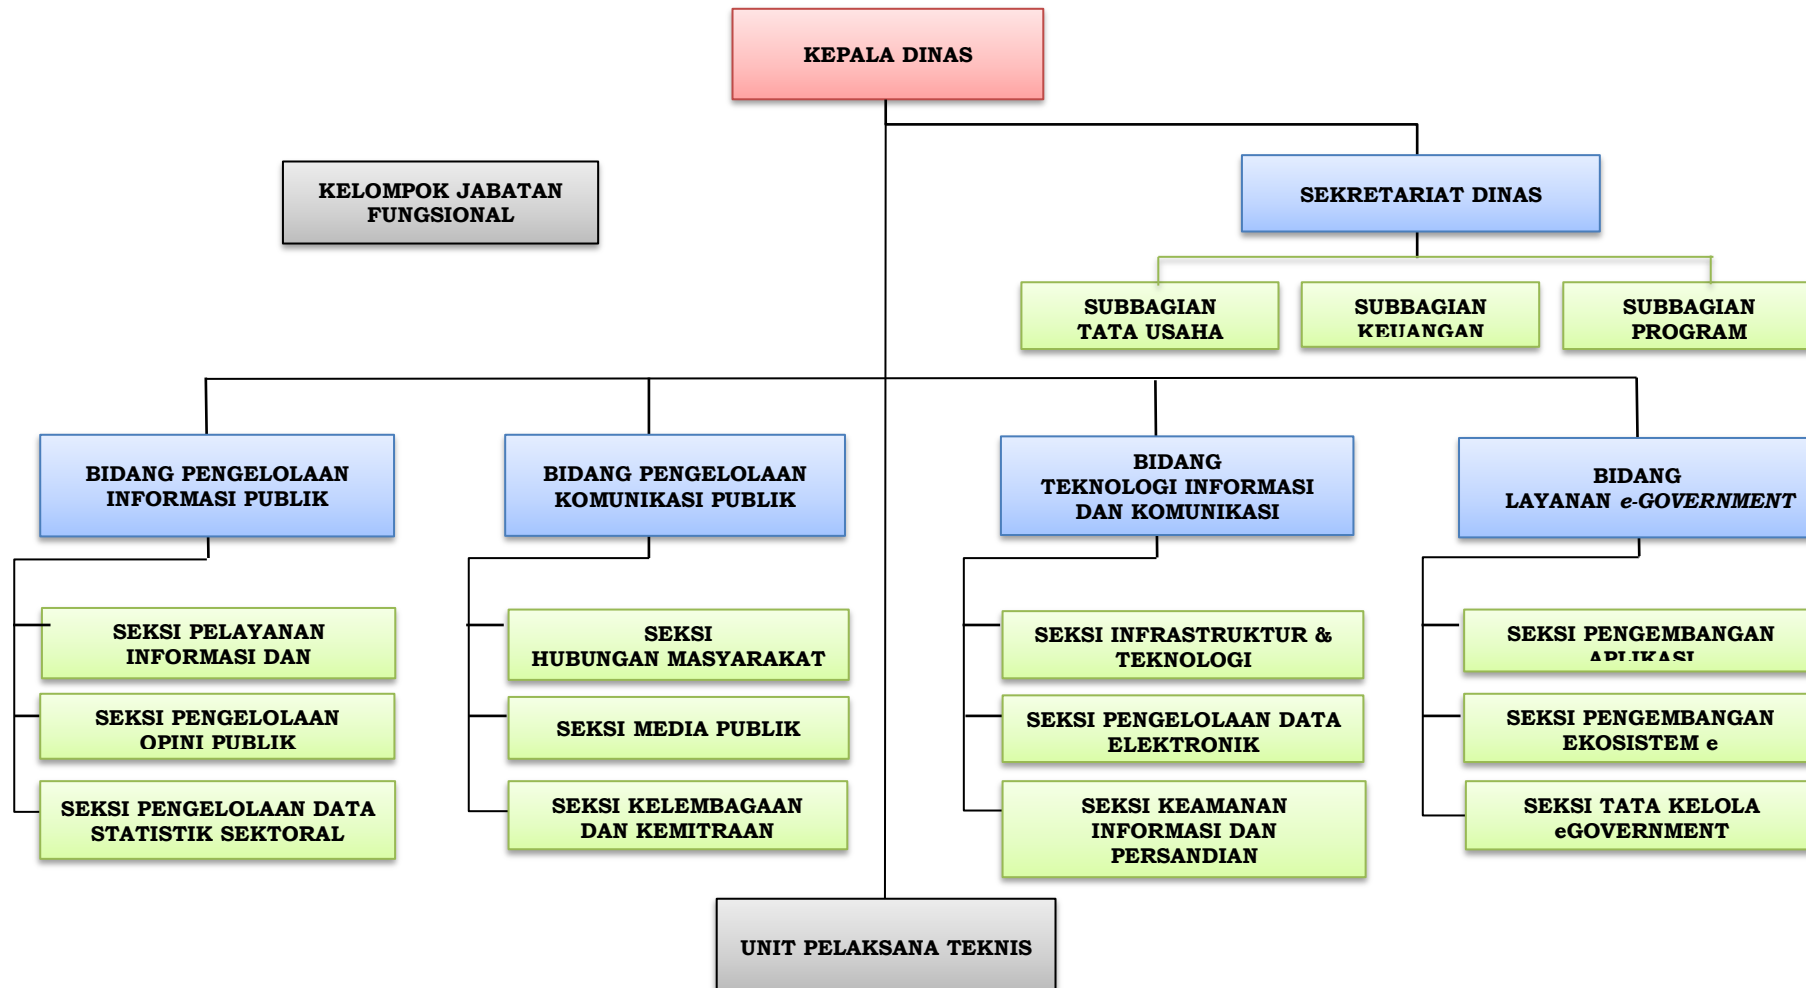 KEPALA DINAS
KELOMPOK JABATAN
FUNGSIONAL
SEKRETARIAT DINAS
SUBBAGIAN
TATA USAHA
SUBBAGIAN
KEUANGAN
SUBBAGIAN
PROGRAM
BIDANG PENGELOLAAN
INFORMASI PUBLIK
BIDANG PENGELOLAAN
KOMUNIKASI PUBLIK
BIDANG
TEKNOLOGI INFORMASI
DAN KOMUNIKASI
BIDANG
LAYANAN e-GOVERNMENT
SEKSI PELAYANAN
INFORMASI DAN
SEKSI PENGELOLAAN
OPINI PUBLIK
SEKSI PENGELOLAAN DATA
STATISTIK SEKTORAL
SEKSI
HUBUNGAN MASYARAKAT
SEKSI MEDIA PUBLIK
SEKSI KELEMBAGAAN
DAN KEMITRAAN
SEKSI INFRASTRUKTUR &
TEKNOLOGI
SEKSI PENGELOLAAN DATA
ELEKTRONIK
SEKSI KEAMANAN
INFORMASI DAN
PERSANDIAN
SEKSI PENGEMBANGAN
APLIKASI
SEKSI PENGEMBANGAN
EKOSISTEM e
SEKSI TATA KELOLA
eGOVERNMENT
UNIT PELAKSANA TEKNIS